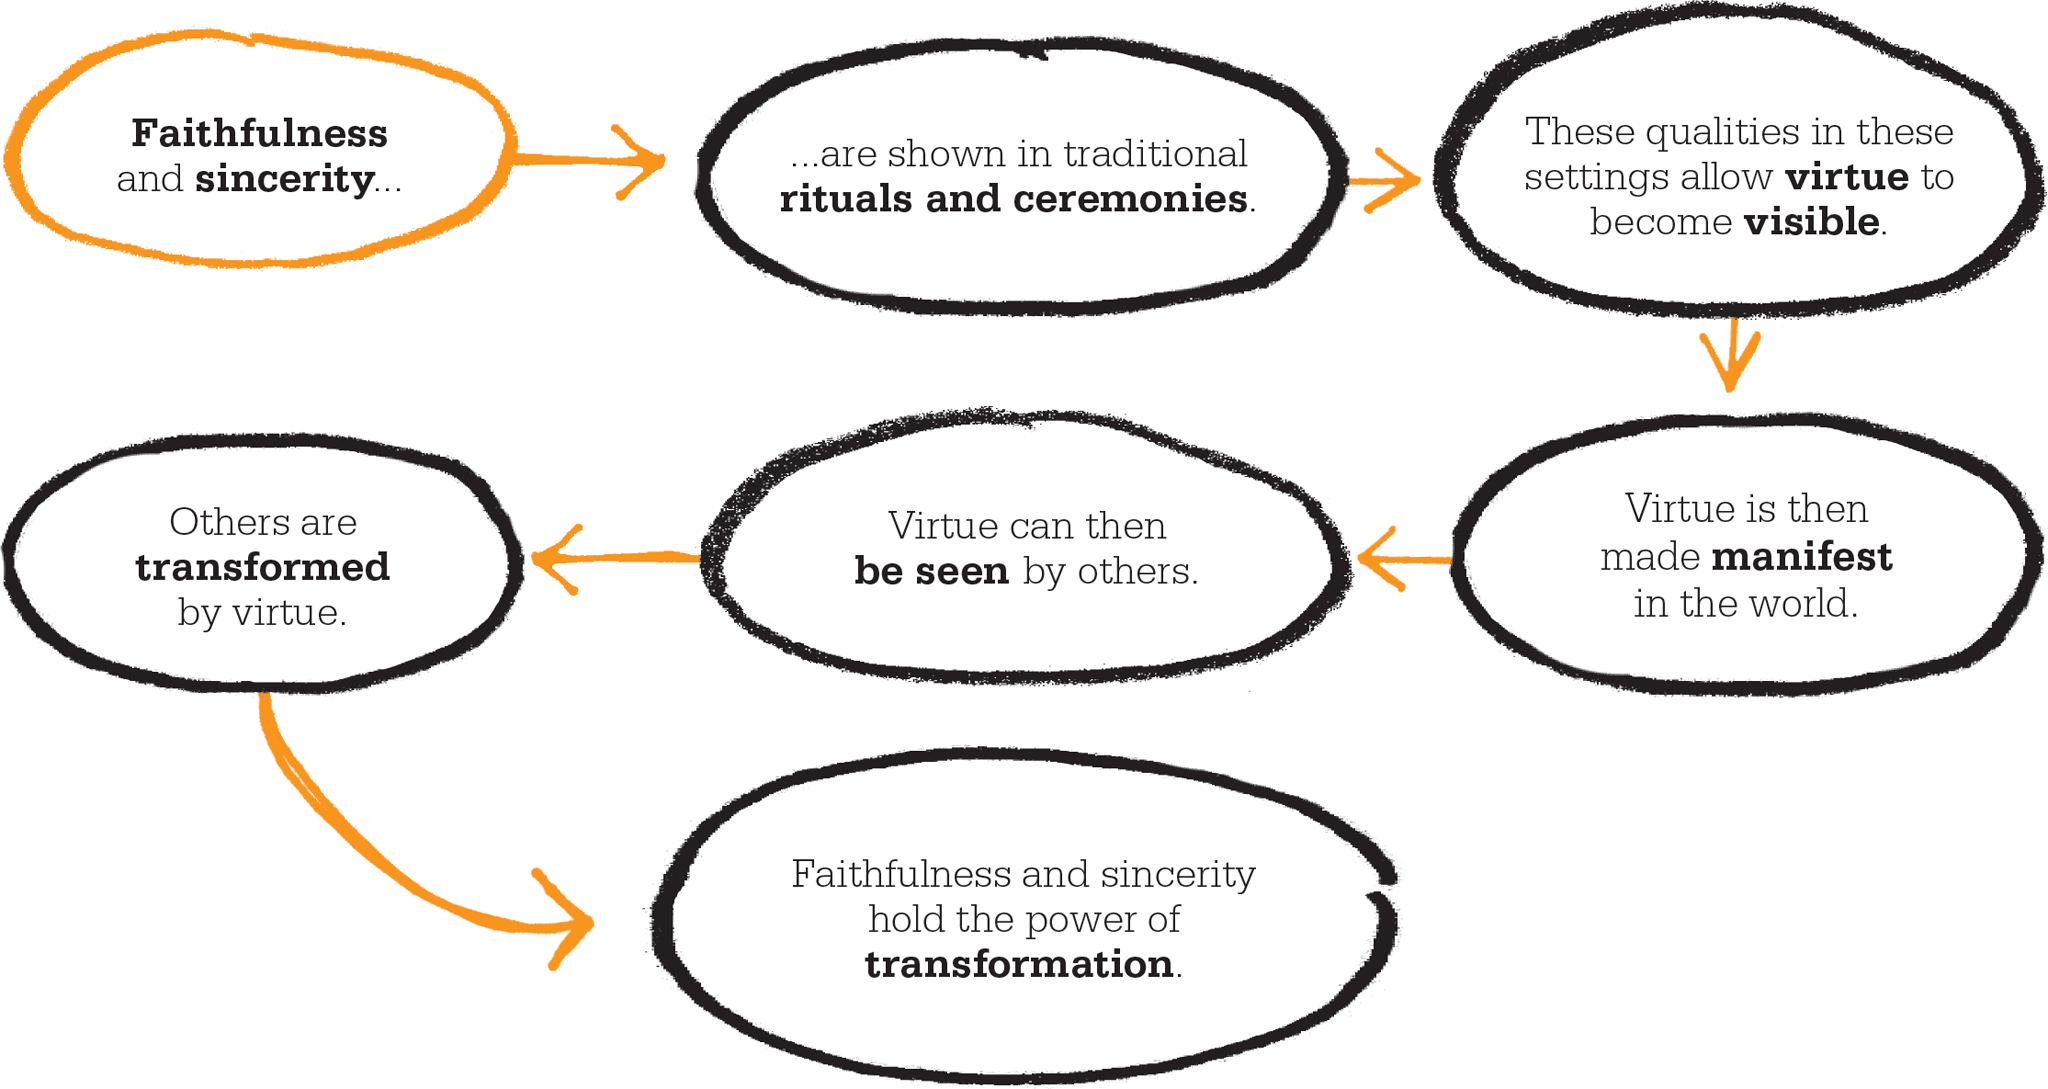 Faithfulness
and sincerity...
...are shown in traditional
rituals and ceremonies.
These qualities in these
settings allow virtue to
become visible.
Virtue is then
made manifest
in the world.
Virtue can then
be seen by others.
Others are
transformed
by virtue.
Faithfulness and sincerity
hold the power of
transformation.